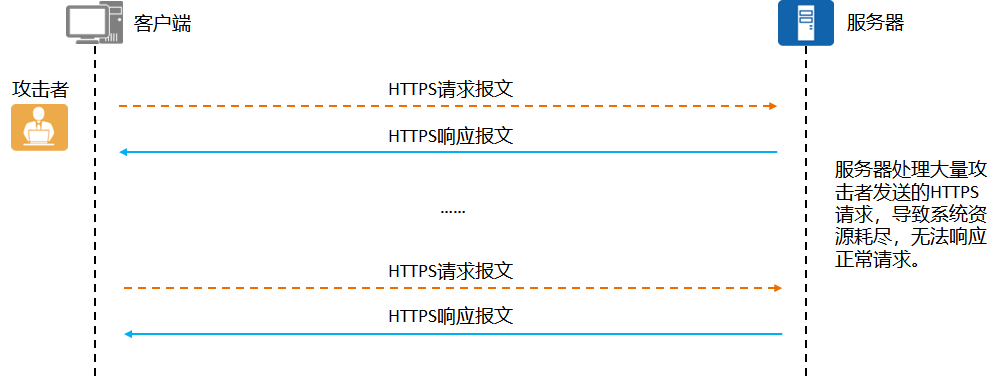 客户端
服务器
攻击者
HTTPS请求报文
HTTPS响应报文
服务器处理大量攻
击者发送的HTTPS
请求，导致系统资
源耗尽，无法响应
正常请求。
……
HTTPS请求报文
HTTPS响应报文